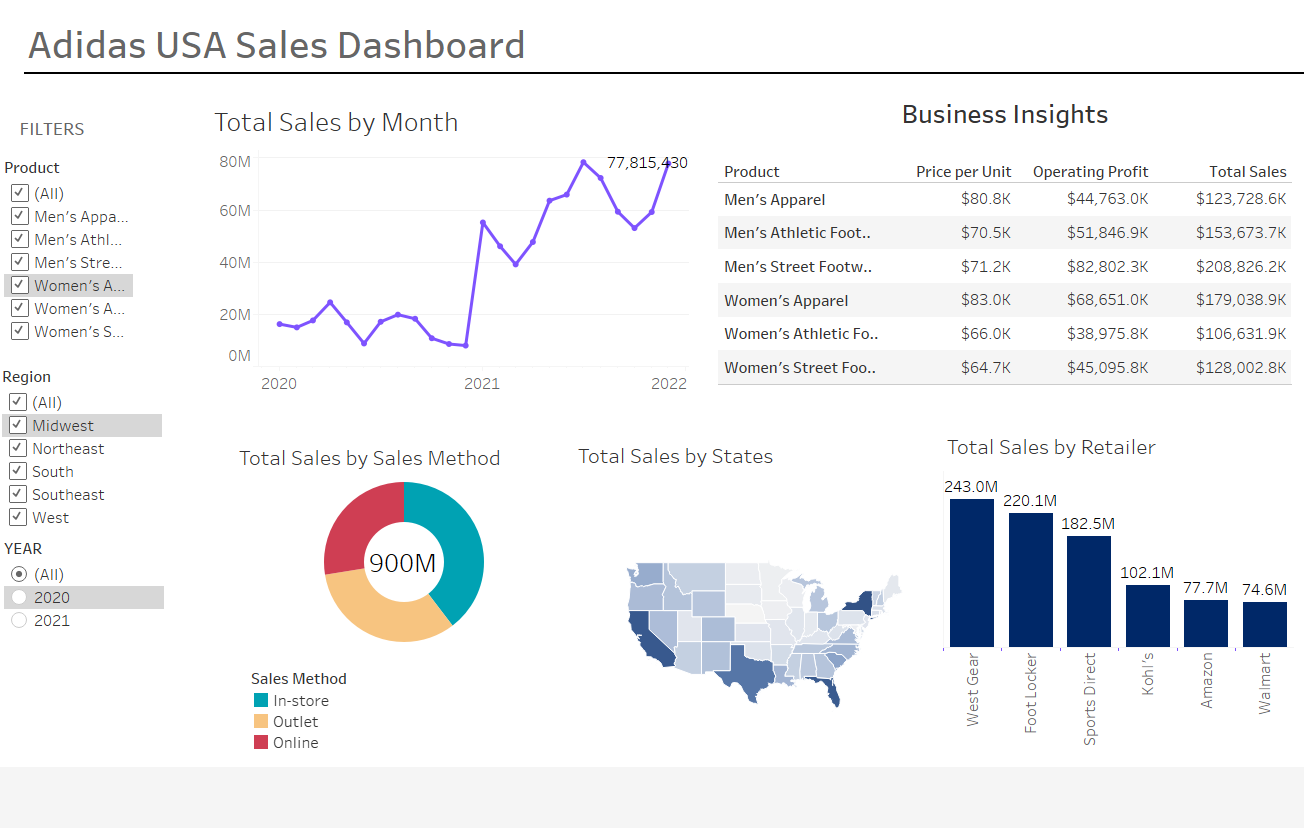 Adidas USA Sales Dashboard
FILTERS
Product
(All)
Men's Appa...
Men's Athl...
Men's Stre...
Women's A...
Women's A...
Women's S...
Region
(All)
Midwest
Northeast
South
Southeast
West
YEAR
(All)
2020
2021
Total Sales by Month
80M
60M
40M
20M
0M
77,815,430
2020 2021 2022
Business Insights
Product Price per Unit Operating Profit Total Sales
Men's Apparel $80.8K $44,763.0K $123,728.6K
Men's Athletic Foot.. $70.5K $51,846.9K $153,673.7K
Men's Street Footw.. $71.2K $82,802.3K $208,826.2K
Women's Apparel $83.0K $68,651.0K $179,038.9K
Women's Athletic Fo.. $66.0K $38,975.8K $106,631.9K
Women's Street Foo.. $64.7K $45,095.8K $128,002.8K
Total Sales by Sales Method
900M
Sales Method
In-store
Outlet
Online
Total Sales by States
Total Sales by Retailer
243.0M
220.1M
182.5M
102.1M
77.7M
74.6M
West Gear
Foot Locker
Sports Direct
Kohl's
Amazon
Walmart